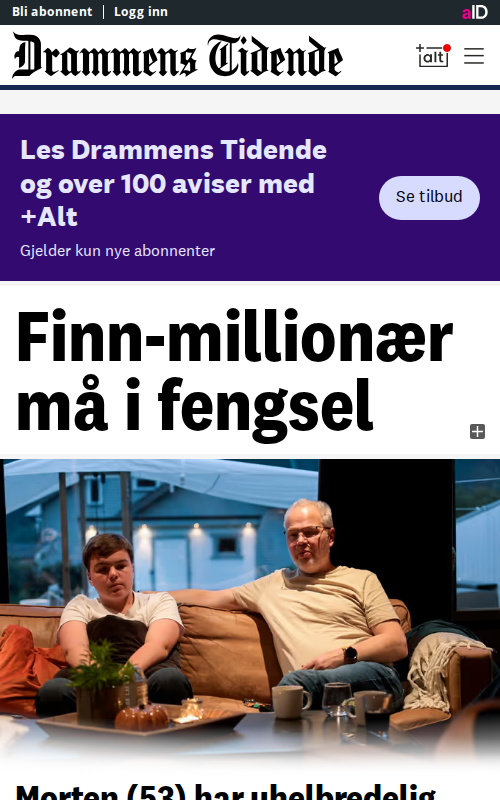 Bli abonnent | Logg inn
aID
Drammens Tidende
+alt
Les Drammens Tidende
og over 100 aviser med
+Alt
Se tilbud
Gjelder kun nye abonnenter
Finn-millionær
må i fengsel
Morten (53) har uhelbredelig